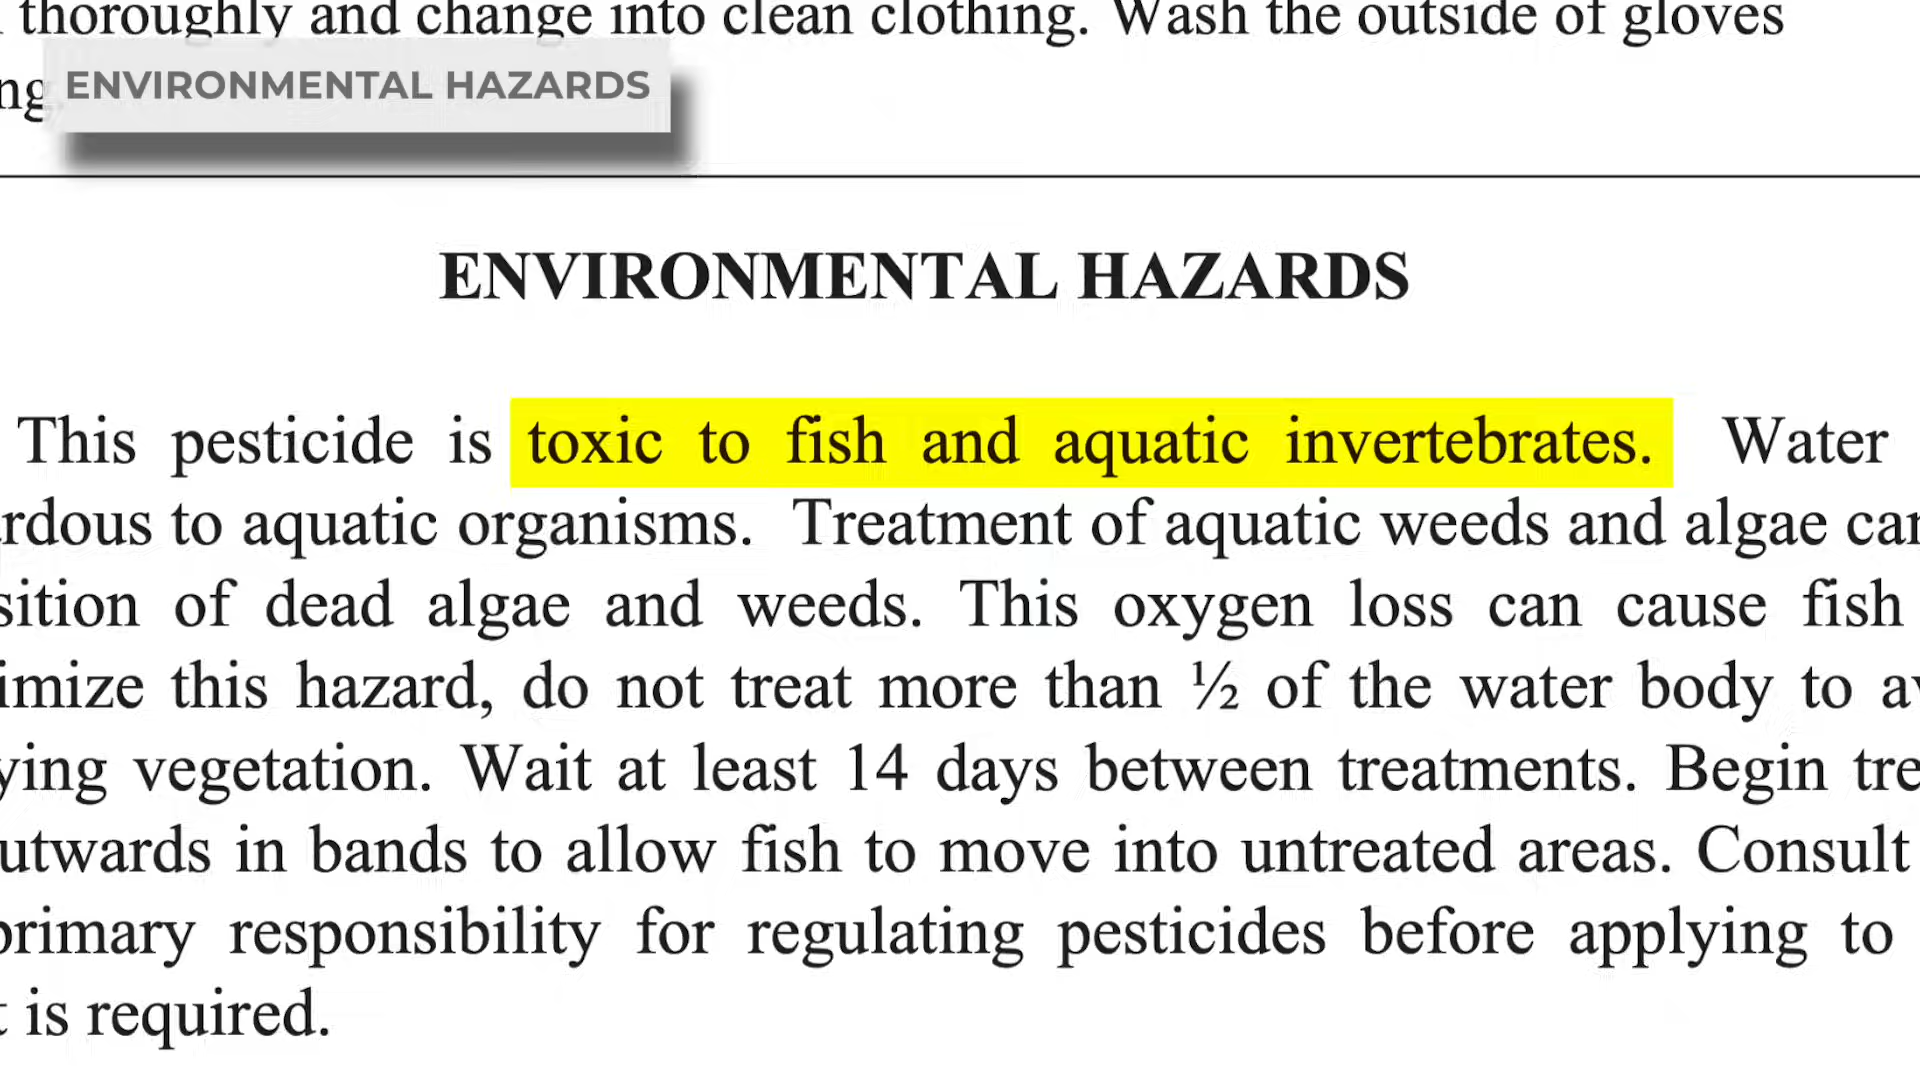 thoroughly and change into clean clothing. Wash the outside of gloves
ng
ENVIRONMENTAL HAZARDS
ENVIRONMENTAL HAZARDS
This pesticide is toxic to fish and aquatic invertebrates. Water
rdous to aquatic organisms. Treatment of aquatic weeds and algae can
sition of dead algae and weeds. This oxygen loss can cause fish
imize this hazard, do not treat more than ½ of the water body to av
ying vegetation. Wait at least 14 days between treatments. Begin tre
utwards in bands to allow fish to move into untreated areas. Consult
primary responsibility for regulating pesticides before applying to
t is required.